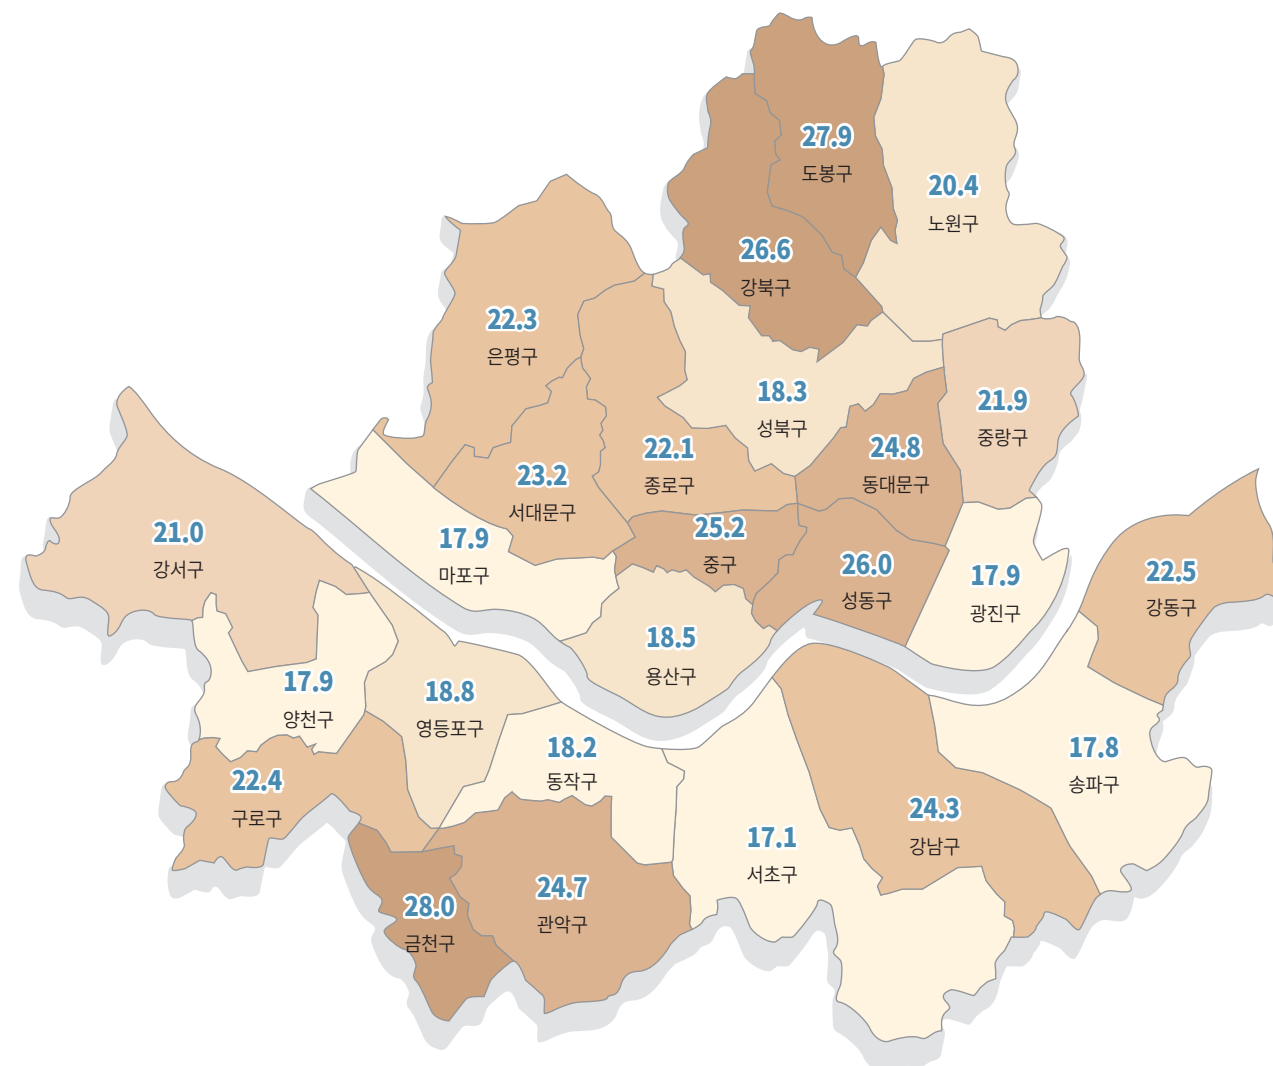 27.9
도봉구
20.4
노원구
26.6
강북구
22.3
은평구
18.3
성북구
21.9
중랑구
24.8
동대문구
22.1
종로구
23.2
서대문구
25.2
중구
21.0
강서구
17.9
마포구
26.0
성동구
17.9
광진구
22.5
강동구
18.5
용산구
17.9
양천구
18.8
영등포구
18.2
동작구
17.8
송파구
22.4
구로구
24.3
강남구
17.1
서초구
24.7
관악구
28.0
금천구